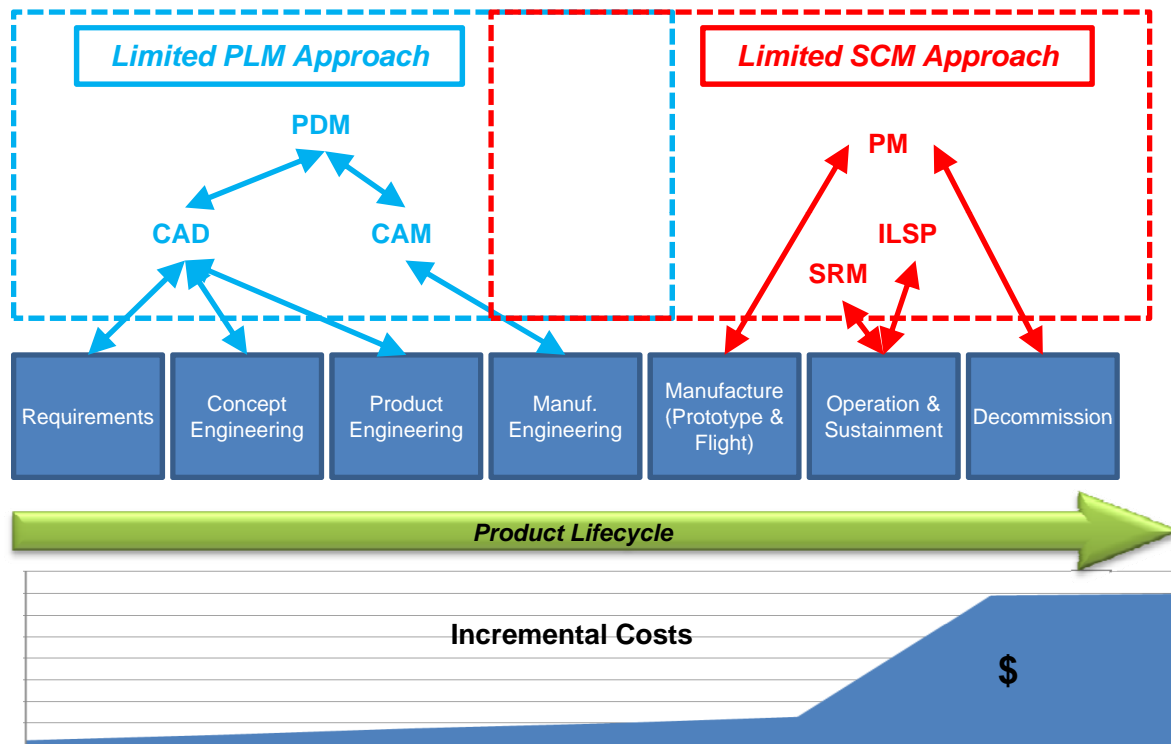 Limited PLM Approach
Limited SCM Approach
PDM
PM
CAD
CAM
ILSP
SRM
Requirements
Concept
Engineering
Product
Engineering
Manuf.
Engineering
Manufacture
(Prototype &
Flight)
Operation &
Sustainment
Decommission
Product Lifecycle
Incremental Costs
$